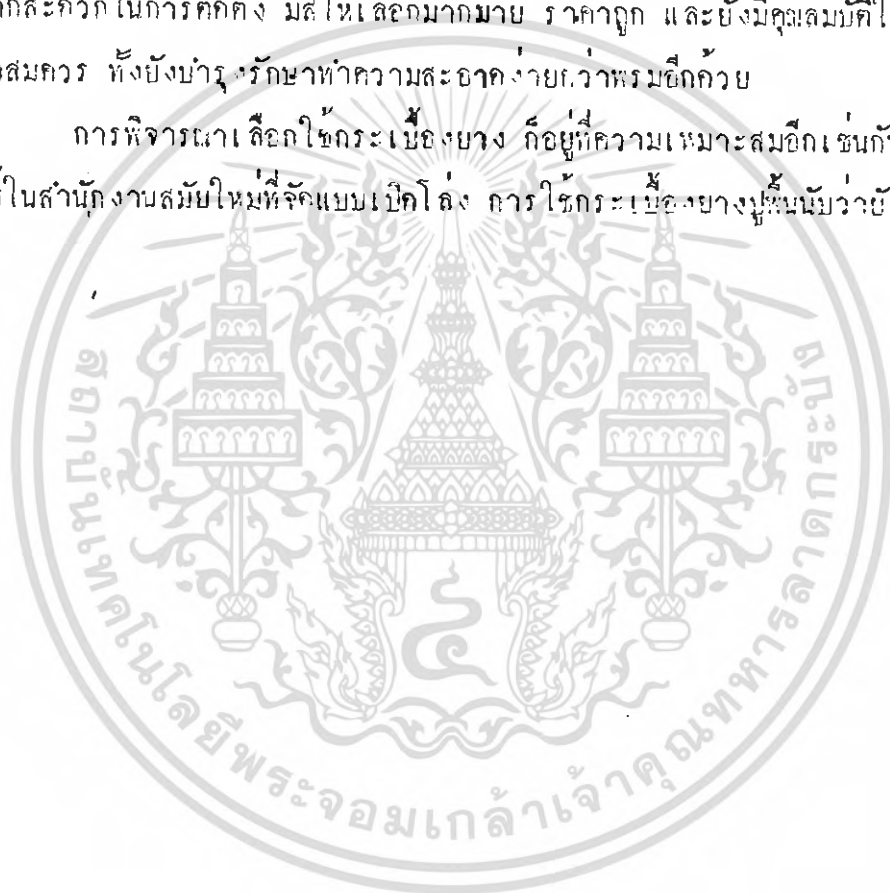 สะดวกในการติดตั้ง มีสีให้เลือกมากมาย ราคาถูก และยังมีคุณสมบัติ
สมควร ทั้งยังบำรุงรักษาทำความสะอาดง่ายกว่าพรมอีกด้วย
การพิจารณาเลือกใช้กระเบื้องยาง ก็อยู่ที่ความเหมาะสมอีกเช่นกั
ในสำนักงานสมัยใหม่ที่จัดแบบเปิดโล่ง การใช้กระเบื้องยางปูพื้นนับว่ายั
สถาบันเทคโนโลยีพระจอมเกล้าเจ้าคุณทหารลาดกระบัง